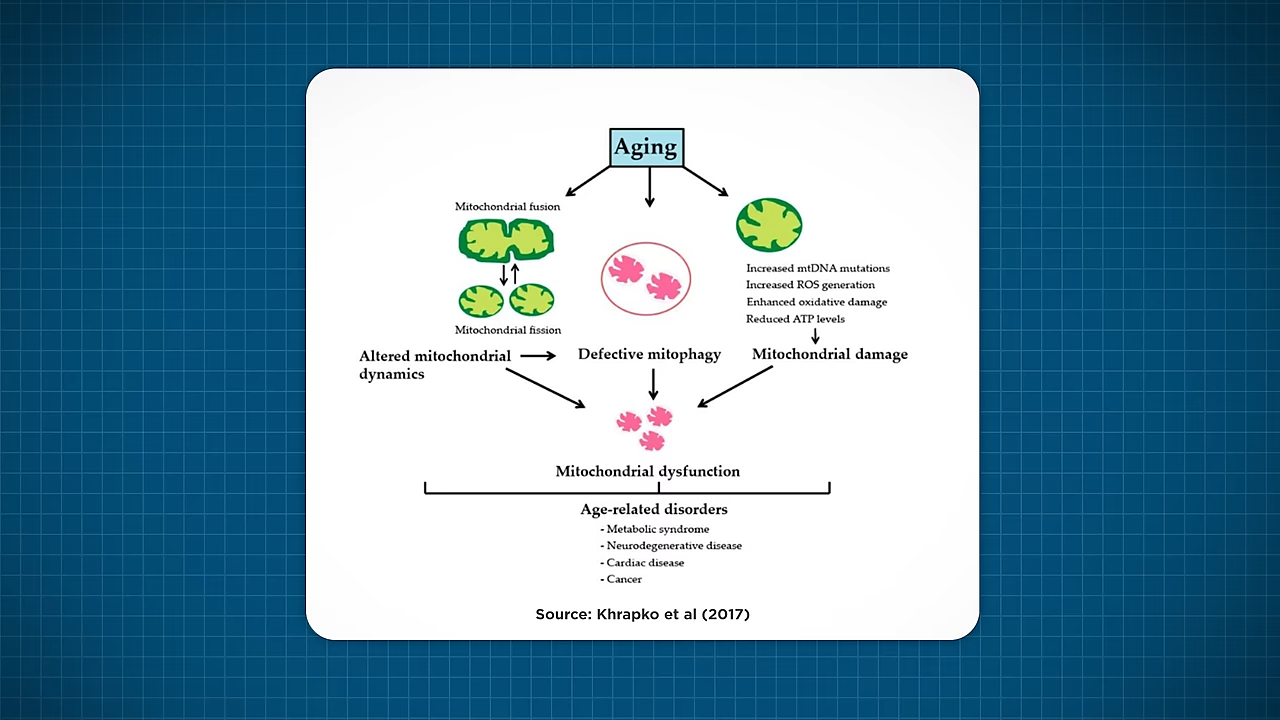 Aging
Mitochondrial fusion
Mitochondrial fission
Increased mtDNA mutations
Increased ROS generation
Enhanced oxidative damage
Reduced ATP levels
Altered mitochondrial
dynamics
Defective mitophagy
Mitochondrial damage
Mitochondrial dysfunction
Age-related disorders
- Metabolic syndrome
- Neurodegenerative disease
- Cardiac disease
- Cancer
Source: Khrapko et al (2017)